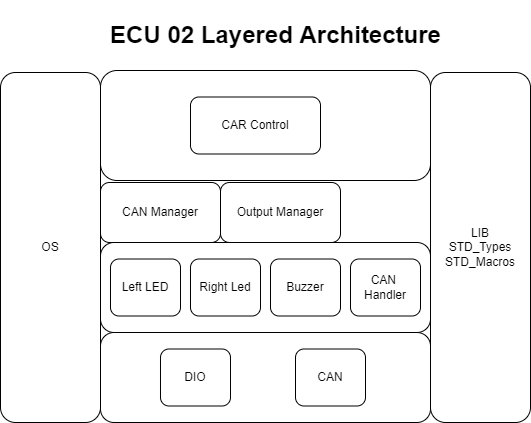 ECU 02 Layered Architecture
CAR Control
CAN Manager
Output Manager
OS
LIB
STD_Types
STD_Macros
Left LED
Right Led
Buzzer
CAN
Handler
DIO
CAN